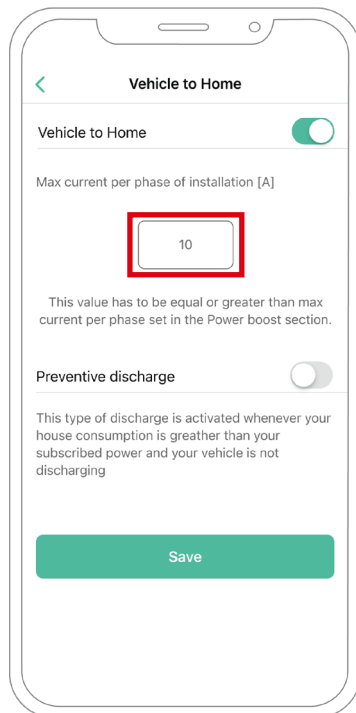 Vehicle to Home
Vehicle to Home
Max current per phase of installation [A]
10
This value has to be equal or greater than max
current per phase set in the Power boost section.
Preventive discharge
This type of discharge is activated whenever your
house consumption is greather than your
subscribed power and your vehicle is not
discharging
Save